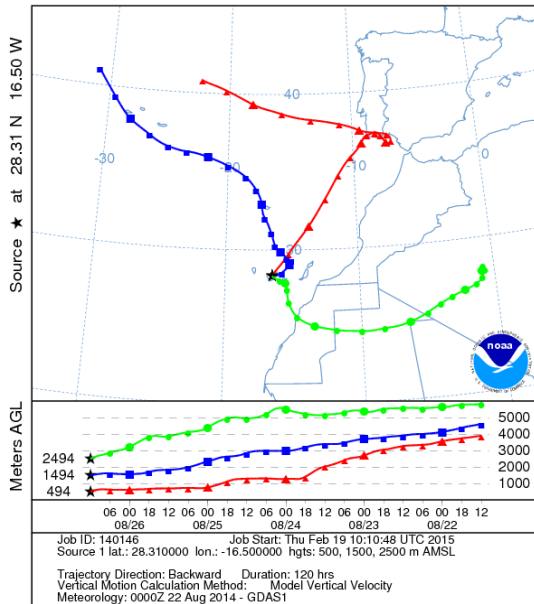 Source ★ at 28.31 N 16.50 W
40
-30
-20
-10
0
20
noaa
Meters AGL
5000
4000
2494
3000
1494
2000
494
1000
06 00 18 12 06 00 18 12 06 00 18 12 06 00 18 12 06 00 18 12
08/26 08/25 08/24 08/23 08/22
Job ID: 140146 Job Start: Thu Feb 19 10:10:48 UTC 2015
Source 1 lat.: 28.310000 lon.: -16.500000 hgts: 500, 1500, 2500 m AMSL
Trajectory Direction: Backward Duration: 120 hrs
Vertical Motion Calculation Method: Model Vertical Velocity
Meteorology: 0000Z 22 Aug 2014 - GDAS1